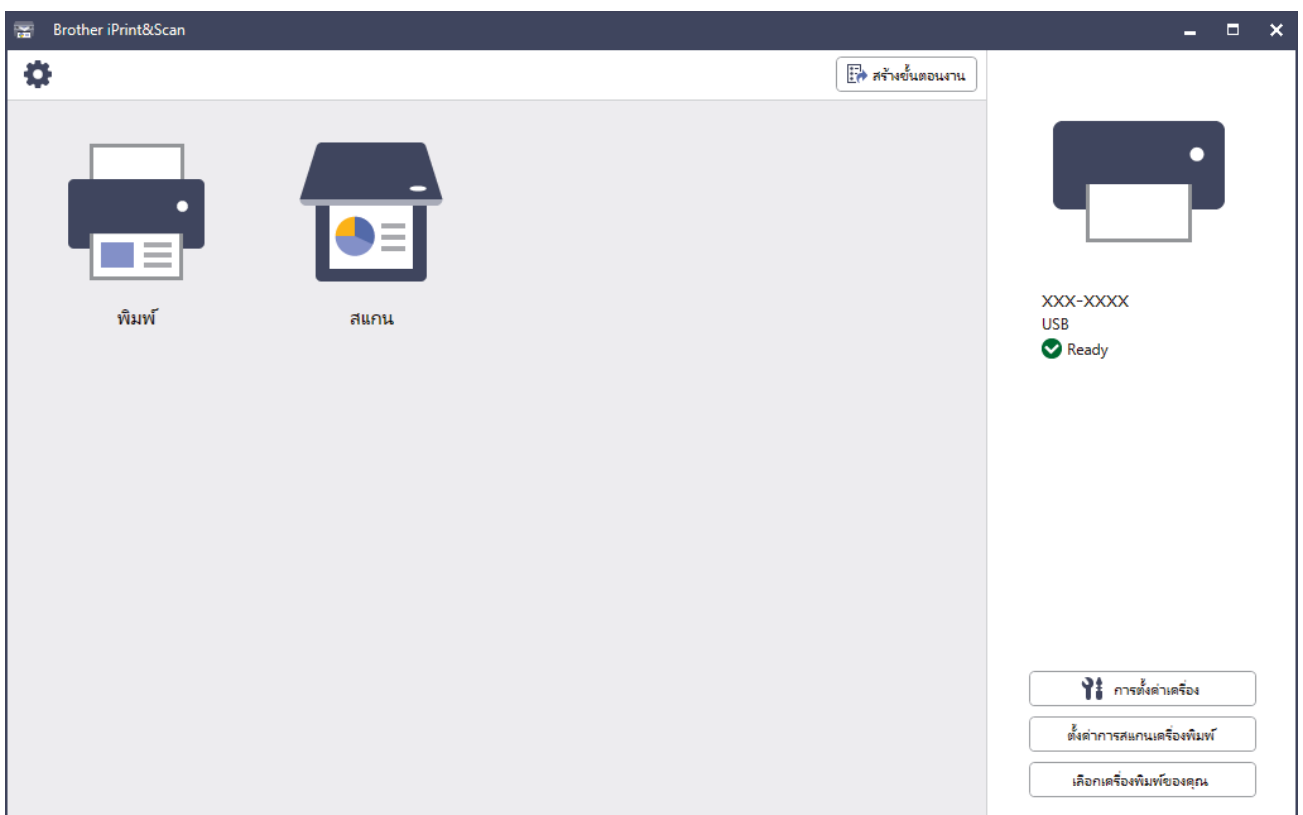 Brother iPrint&Scan
สร้างขั้นตอนงาน
พิมพ์
สแกน
XXX-XXXX
USB
Ready
การตั้งค่าเครื่อง
ตั้งค่าการสแกนเครื่องพิมพ์
เลือกเครื่องพิมพ์ของคุณ